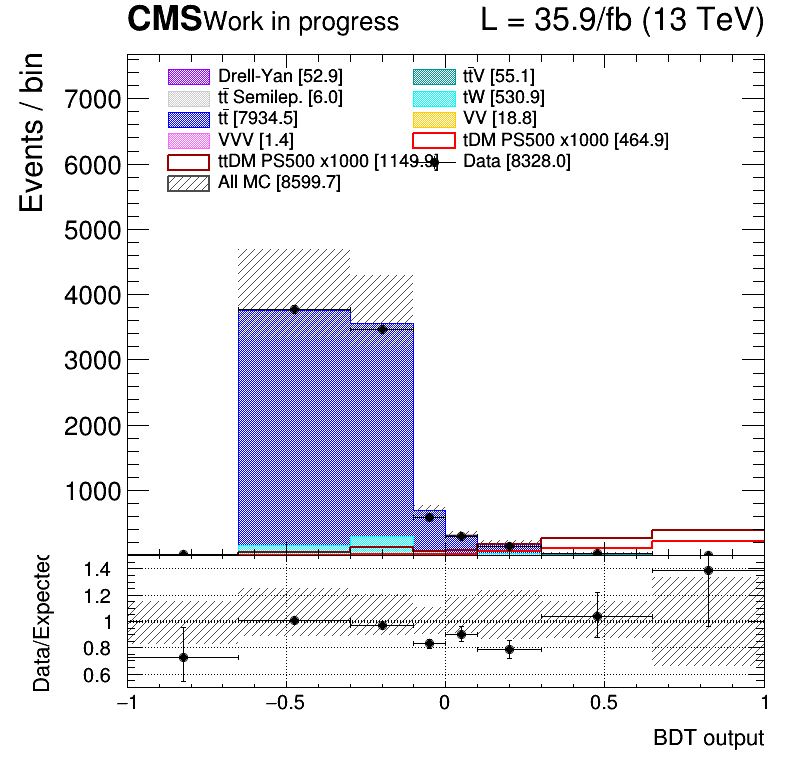 CMS Work in progress L = 35.9/fb (13 TeV)
Events / bin
Drell-Yan [52.9] tt̄V [55.1]
tt̄ Semilep. [6.0] tW [530.9]
tt̄ [7934.5] VV [18.8]
VVV [1.4] tDM PS500 x1000 [464.9]
ttDM PS500 x1000 [1149.9] Data [8328.0]
All MC [8599.7]
7000
6000
5000
4000
3000
2000
1000
Data/Expected
1.4
1.2
1
0.8
0.6
−1 −0.5 0 0.5 1
BDT output